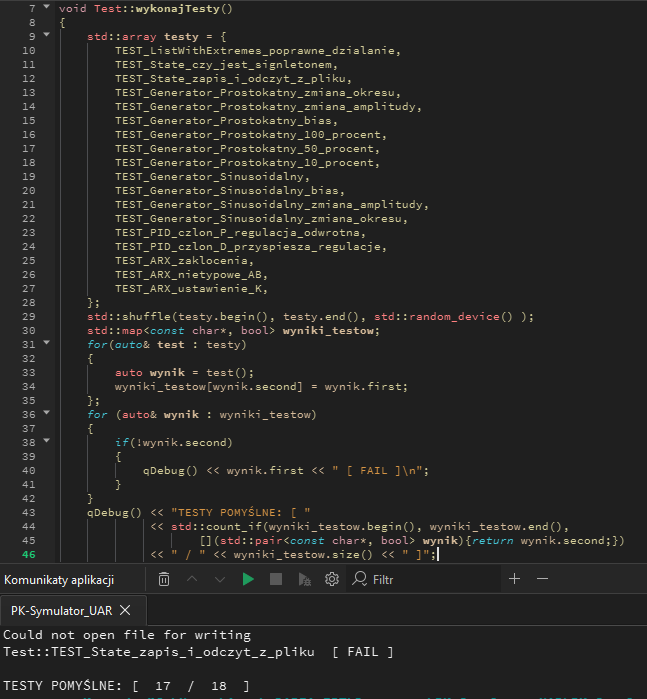 7 void Test::wykonajTesty()
8 {
9 std::array testy = {
10 TEST_ListWithExtremes_poprawne_dzialanie,
11 TEST_State_czy_jest_signletonem,
12 TEST_State_zapis_i_odczyt_z_pliku,
13 TEST_Generator_Prostokatny_zmiana_okresu,
14 TEST_Generator_Prostokatny_zmiana_amplitudy,
15 TEST_Generator_Prostokatny_bias,
16 TEST_Generator_Prostokatny_100_procent,
17 TEST_Generator_Prostokatny_50_procent,
18 TEST_Generator_Prostokatny_10_procent,
19 TEST_Generator_Sinusoidalny,
20 TEST_Generator_Sinusoidalny_bias,
21 TEST_Generator_Sinusoidalny_zmiana_amplitudy,
22 TEST_Generator_Sinusoidalny_zmiana_okresu,
23 TEST_PID_czlon_P_regulacja_odwrotna,
24 TEST_PID_czlon_D_przyspiesza_regulacje,
25 TEST_ARX_zaklocenia,
26 TEST_ARX_nietypowe_AB,
27 TEST_ARX_ustawienie_K,
28 };
29 std::shuffle(testy.begin(), testy.end(), std::random_device() );
30 std::map<const char*, bool> wyniki_testow;
31 for(auto& test : testy)
32 {
33 auto wynik = test();
34 wyniki_testow[wynik.second] = wynik.first;
35 };
36 for (auto& wynik : wyniki_testow)
37 {
38 if(!wynik.second)
39 {
40 qDebug() << wynik.first << " [ FAIL ]\n";
41 }
42 }
43 qDebug() << "TESTY POMYŚLNE: [ "
44 << std::count_if(wyniki_testow.begin(), wyniki_testow.end(),
45 [](std::pair<const char*, bool> wynik){return wynik.second;})
46 << " / " << wyniki_testow.size() << " ]";
Komunikaty aplikacji Filtr
PK-Symulator_UAR
Could not open file for writing
Test::TEST_State_zapis_i_odczyt_z_pliku [ FAIL ]
TESTY POMYŚLNE: [ 17 / 18 ]